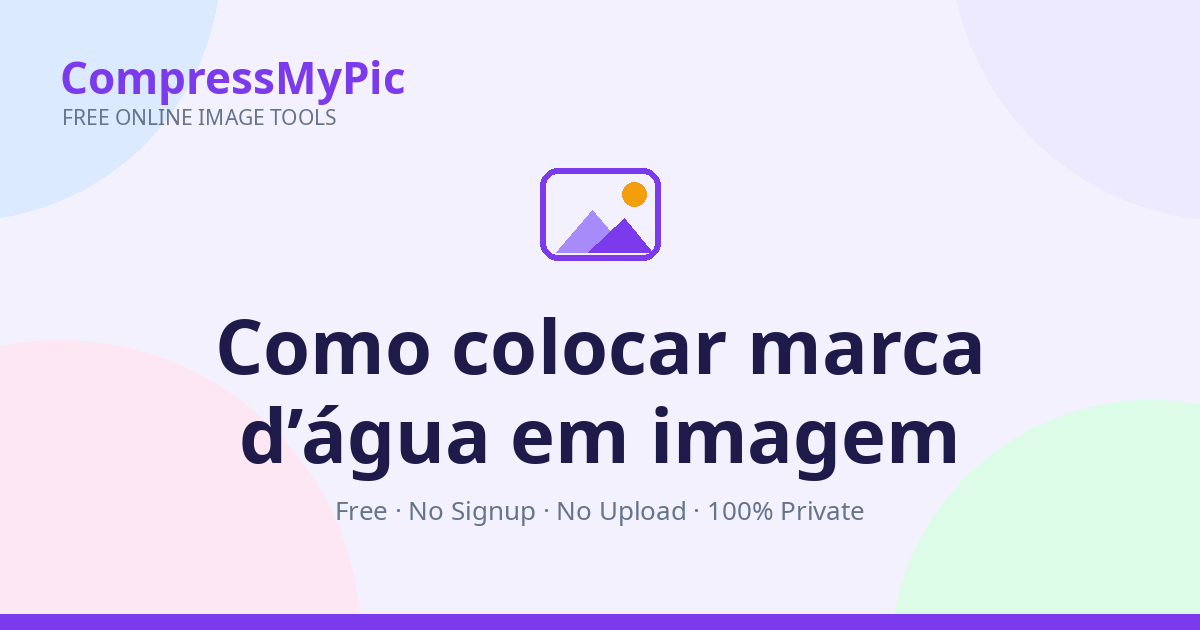 CompressMyPic
FREE ONLINE IMAGE TOOLS
Como colocar marca
d’água em imagem
Free · No Signup · No Upload · 100% Private